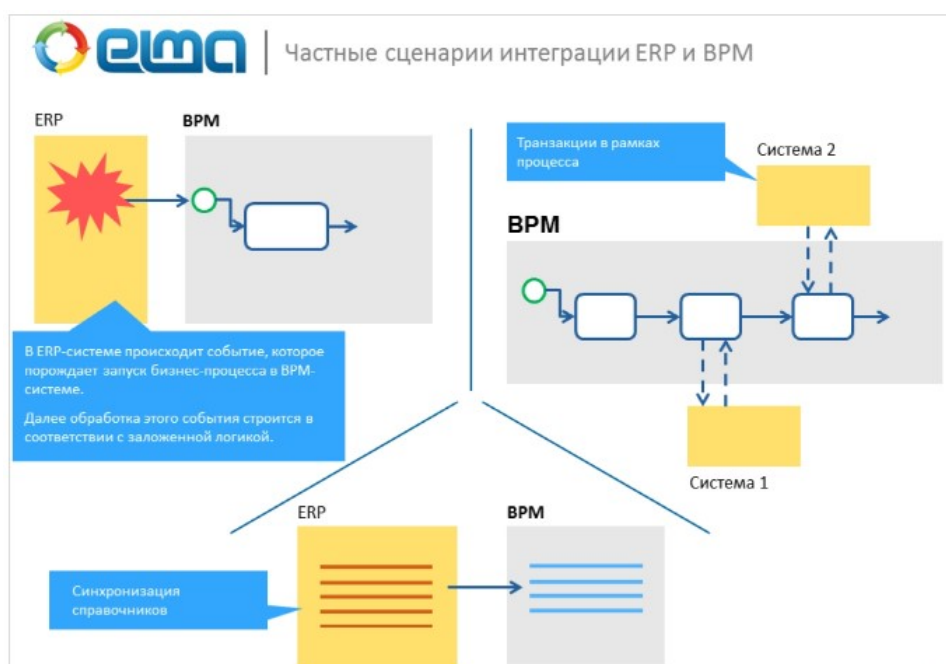 elma
Частные сценарии интеграции ERP и BPM
ERP
BPM
В ERP-системе происходит событие, которое
порождает запуск бизнес-процесса в BPM-
системе.
Далее обработка этого события строится в
соответствии с заложенной логикой.
Транзакции в рамках
процесса
Система 2
BPM
Система 1
ERP
BPM
Синхронизация
справочников